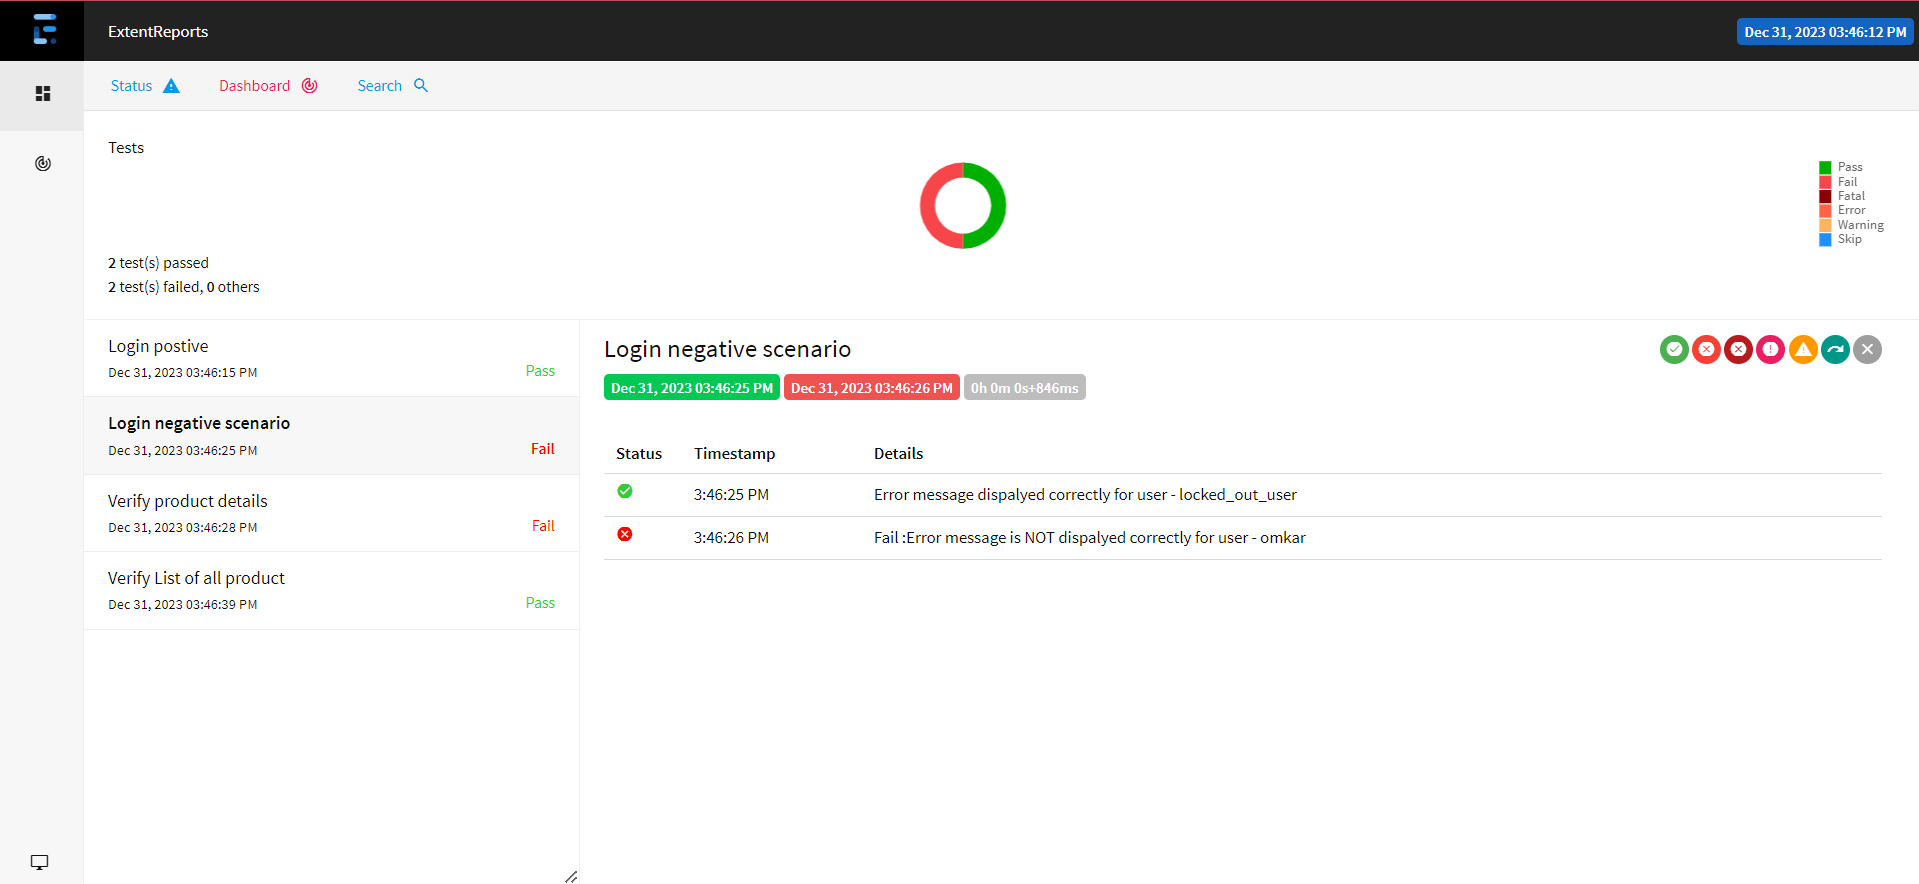 ExtentReports
Dec 31, 2023 03:46:12 PM
Status Dashboard Search
Tests
Pass
Fail
Fatal
Error
Warning
Skip
2 test(s) passed
2 test(s) failed, 0 others
Login postive
Dec 31, 2023 03:46:15 PM Pass
Login negative scenario
Dec 31, 2023 03:46:25 PM Fail
Verify product details
Dec 31, 2023 03:46:28 PM Fail
Verify List of all product
Dec 31, 2023 03:46:39 PM Pass
Login negative scenario
Dec 31, 2023 03:46:25 PM Dec 31, 2023 03:46:26 PM 0h 0m 0s+846ms
Status Timestamp Details
3:46:25 PM Error message dispalyed correctly for user - locked_out_user
3:46:26 PM Fail :Error message is NOT dispalyed correctly for user - omkar